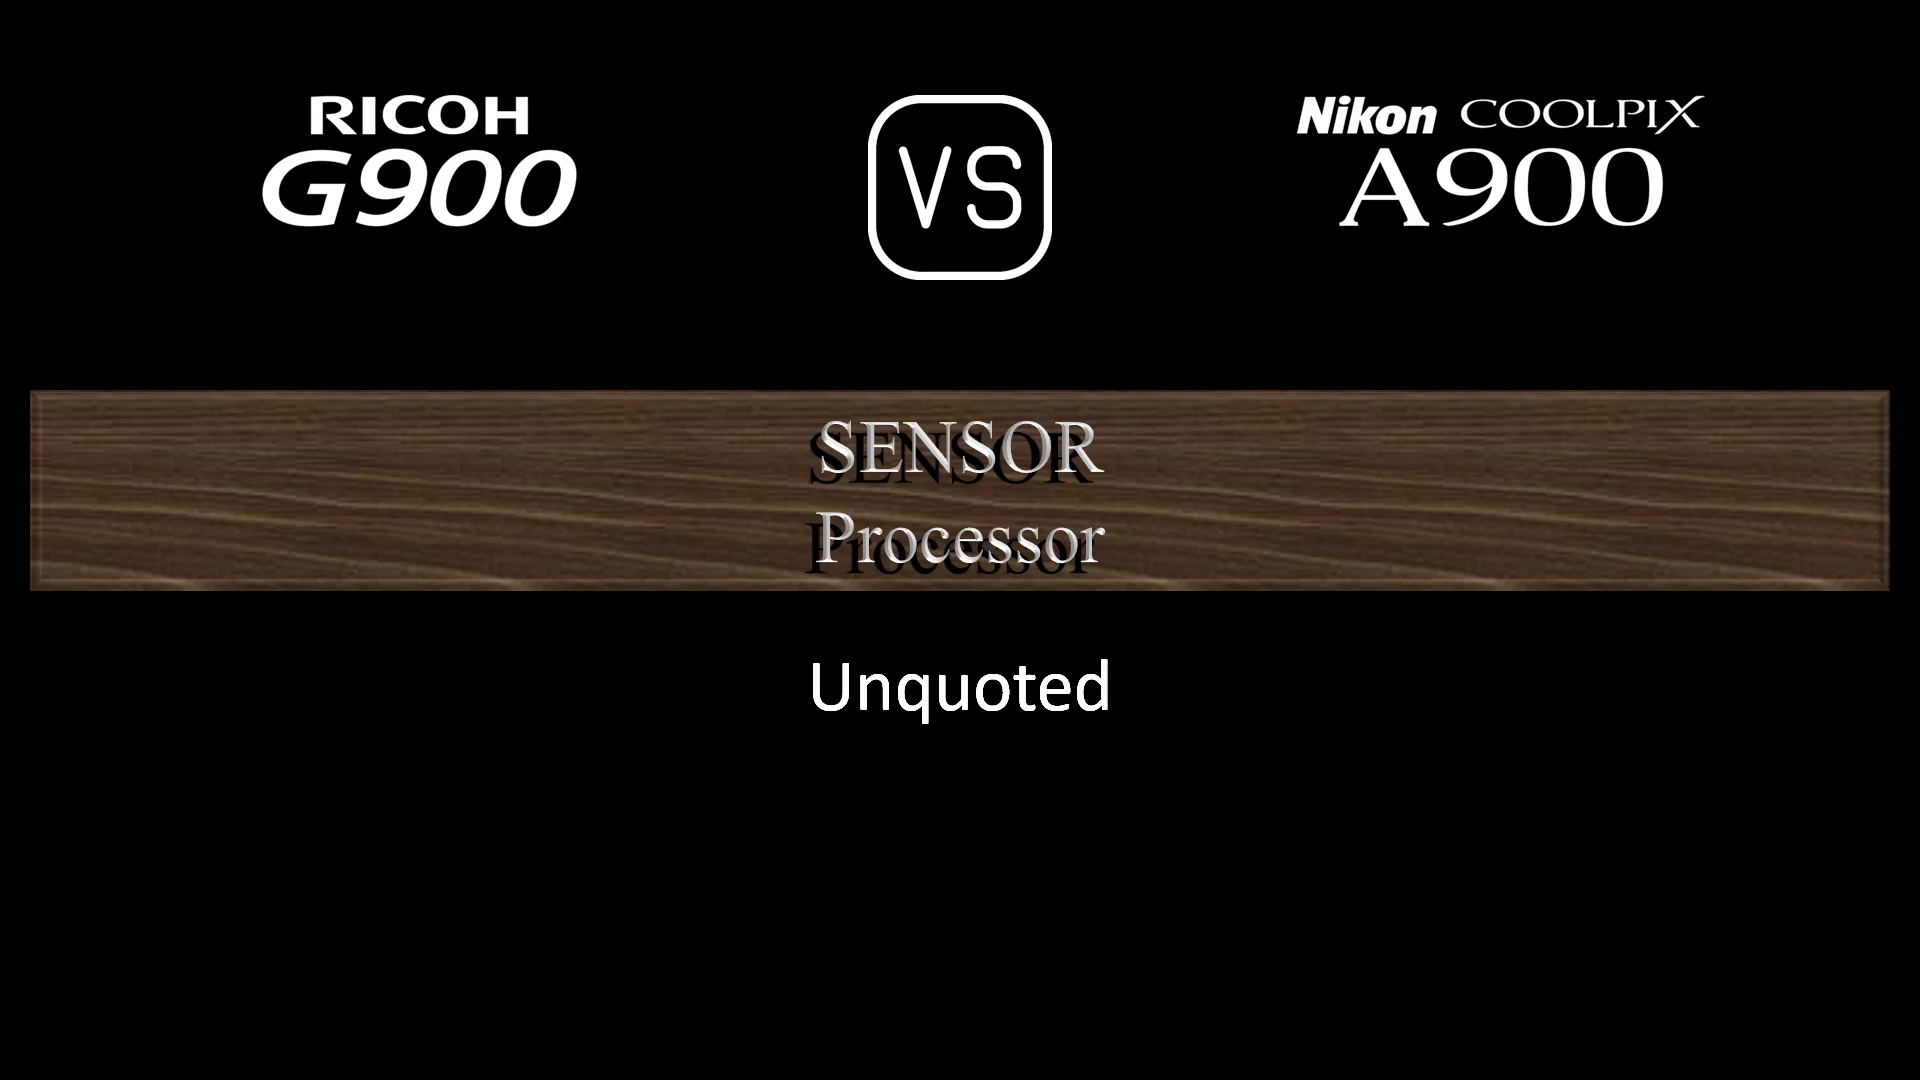 RICOH
G900
VS
Nikon COOLPIX
A900
SENSOR
Processor
Unquoted